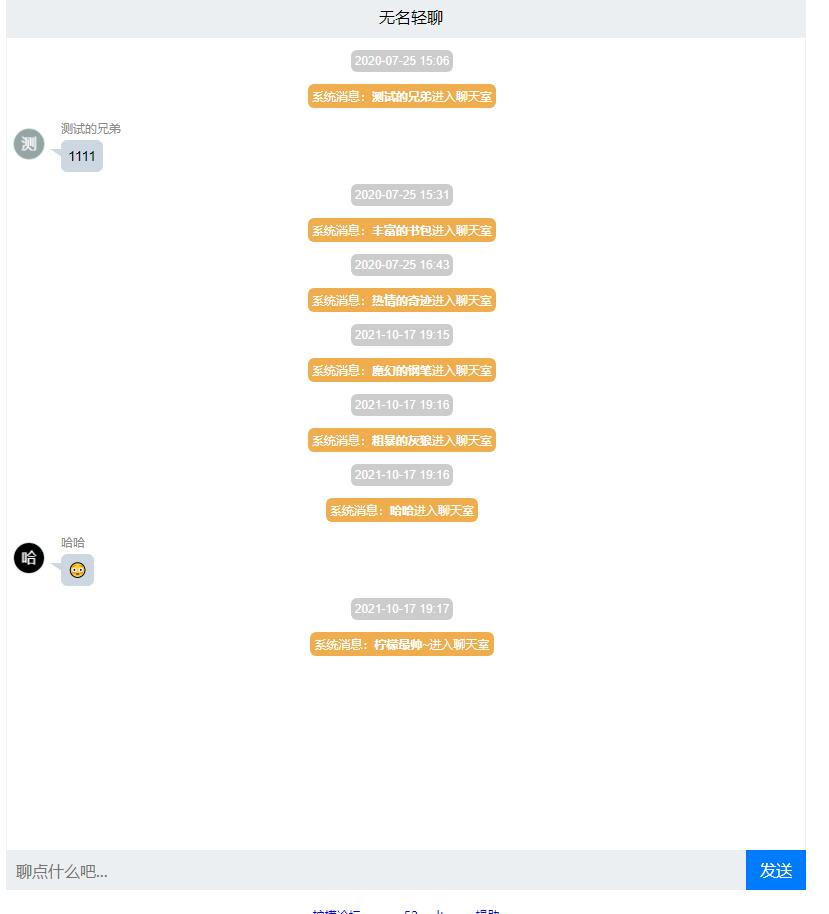 无名轻聊
2020-07-25 15:06
系统消息：测试的兄弟进入聊天室
测试的兄弟
测
1111
2020-07-25 15:31
系统消息：丰富的书包进入聊天室
2020-07-25 16:43
系统消息：热情的奇迹进入聊天室
2021-10-17 19:15
系统消息：魔幻的钢笔进入聊天室
2021-10-17 19:16
系统消息：粗暴的灰狼进入聊天室
2021-10-17 19:16
系统消息：哈哈进入聊天室
哈哈
哈
😳
2021-10-17 19:17
系统消息：柠檬最帅~进入聊天室
聊点什么吧...
发送